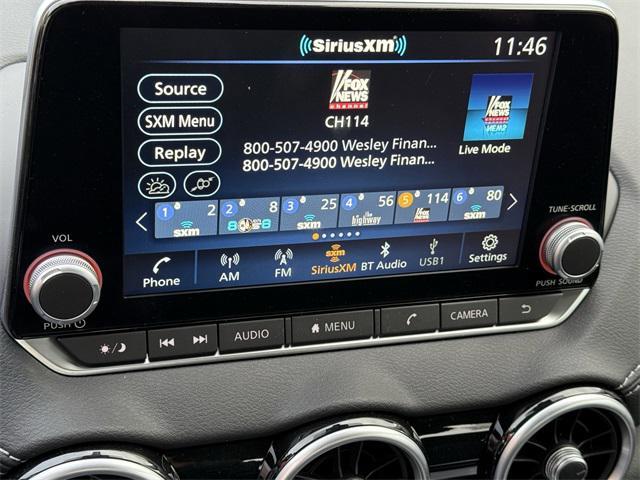 SiriusXM 11:46
Source
FOX NEWS channel
CH114
FOX NEWS
SXM Menu
Replay
800-507-4900 Wesley Finan...
800-507-4900 Wesley Finan...
Live Mode
1 2 sxm
2 8 8 8
3 25 sxm
4 56 the highway
5 114 FOX NEWS
6 80 sxm
Phone
AM
FM
sxm SiriusXM
BT Audio
USB1
Settings
VOL
PUSH
TUNE·SCROLL
PUSH SOUND
AUDIO
MENU
CAMERA